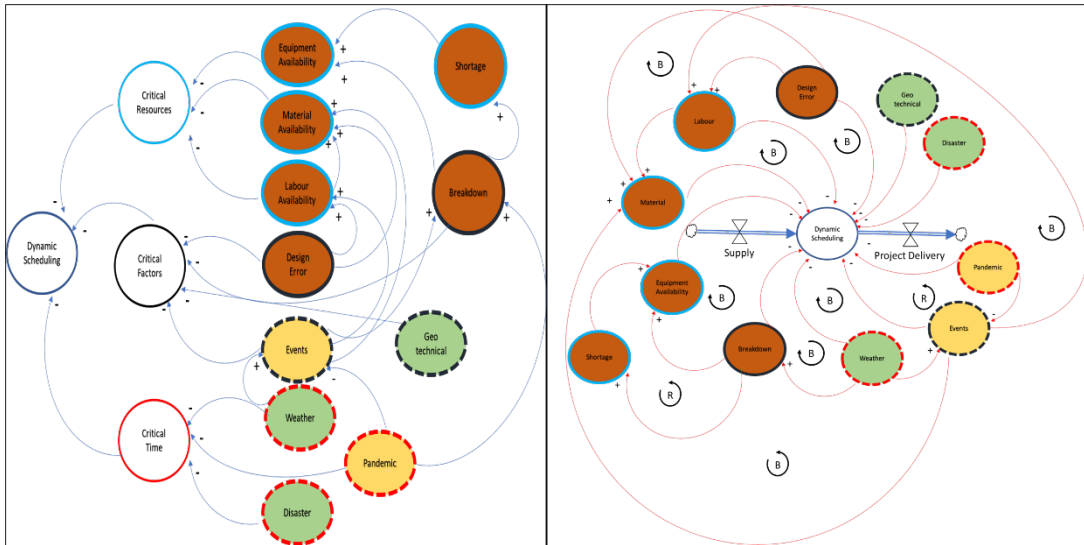 Equipment
Availability
Shortage
Critical
Resources
Material
Availability
Labour
Availability
Breakdown
Dynamic
Scheduling
Critical
Factors
Design
Error
Events
Geo
technical
Weather
Critical
Time
Pandemic
Disaster
B
Design
Error
Geo
technical
Labour
Disaster
B
B
Material
Dynamic
Scheduling
B
Supply
Project Delivery
Pandemic
Equipment
Availability
B
B
R
Events
Shortage
Breakdown
B
Weather
R
B